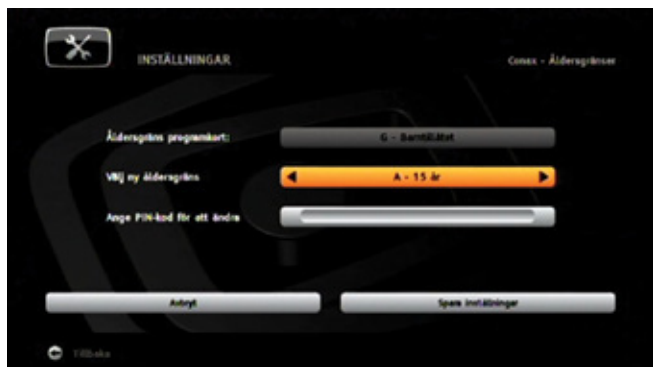 INSTÄLLNINGAR
Conax - Åldersgränser
Åldersgräns programkort:
G - Barntillåtet
Välj ny åldersgräns
A - 15 år
Ange PIN-kod för att ändra
Avbryt
Spara inställningar
Tillbaka